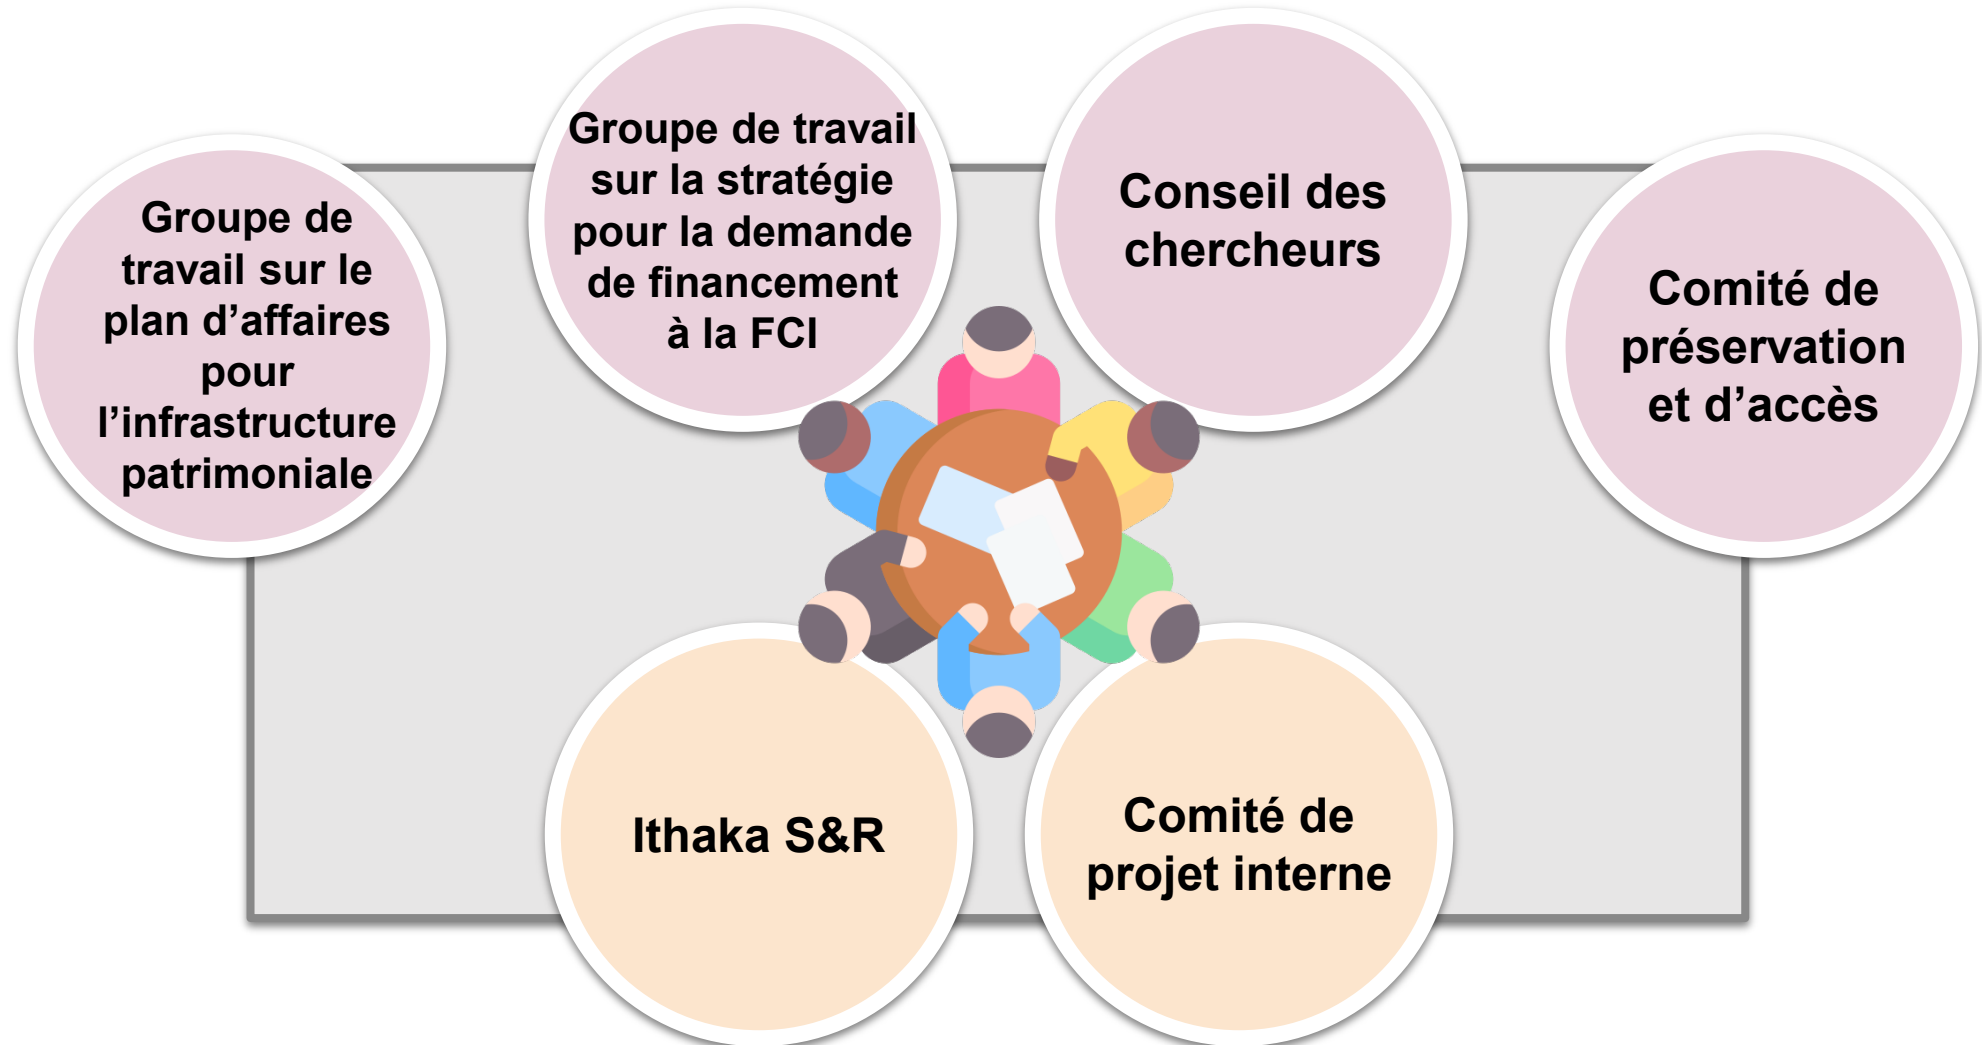 Groupe de
travail sur le
plan d’affaires
pour
l’infrastructure
patrimoniale
Groupe de travail
sur la stratégie
pour la demande
de financement
à la FCI
Conseil des
chercheurs
Comité de
préservation
et d’accès
Ithaka S&R
Comité de
projet interne